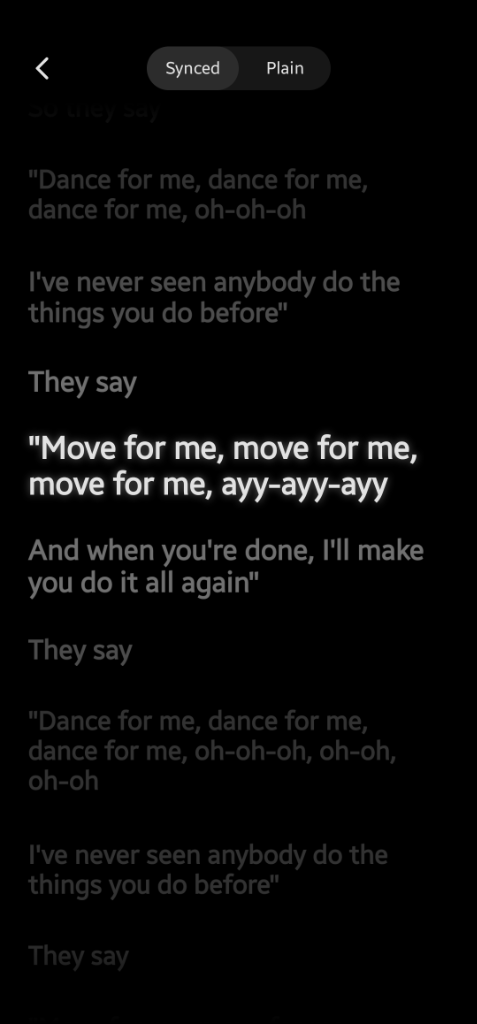 Synced
Plain
So they say
"Dance for me, dance for me,
dance for me, oh-oh-oh
I've never seen anybody do the
things you do before"
They say
"Move for me, move for me,
move for me, ayy-ayy-ayy
And when you're done, I'll make
you do it all again"
They say
"Dance for me, dance for me,
dance for me, oh-oh-oh, oh-oh,
oh-oh
I've never seen anybody do the
things you do before"
They say